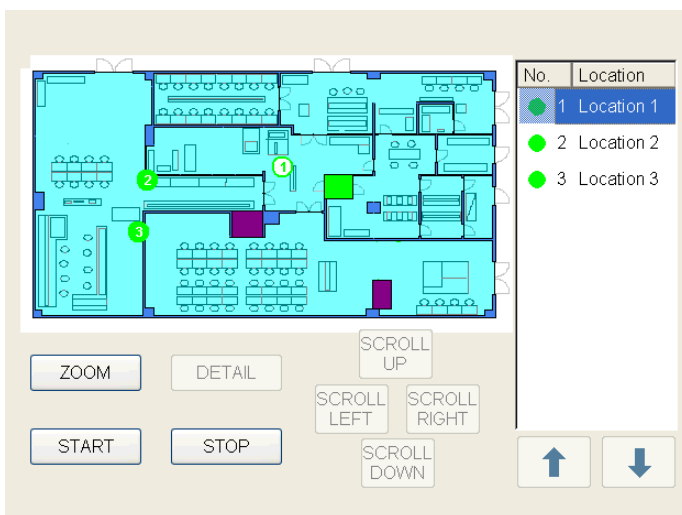 No. Location
1 Location 1
2 Location 2
3 Location 3
1
2
3
ZOOM
DETAIL
SCROLL
UP
SCROLL
LEFT
SCROLL
RIGHT
START
STOP
SCROLL
DOWN